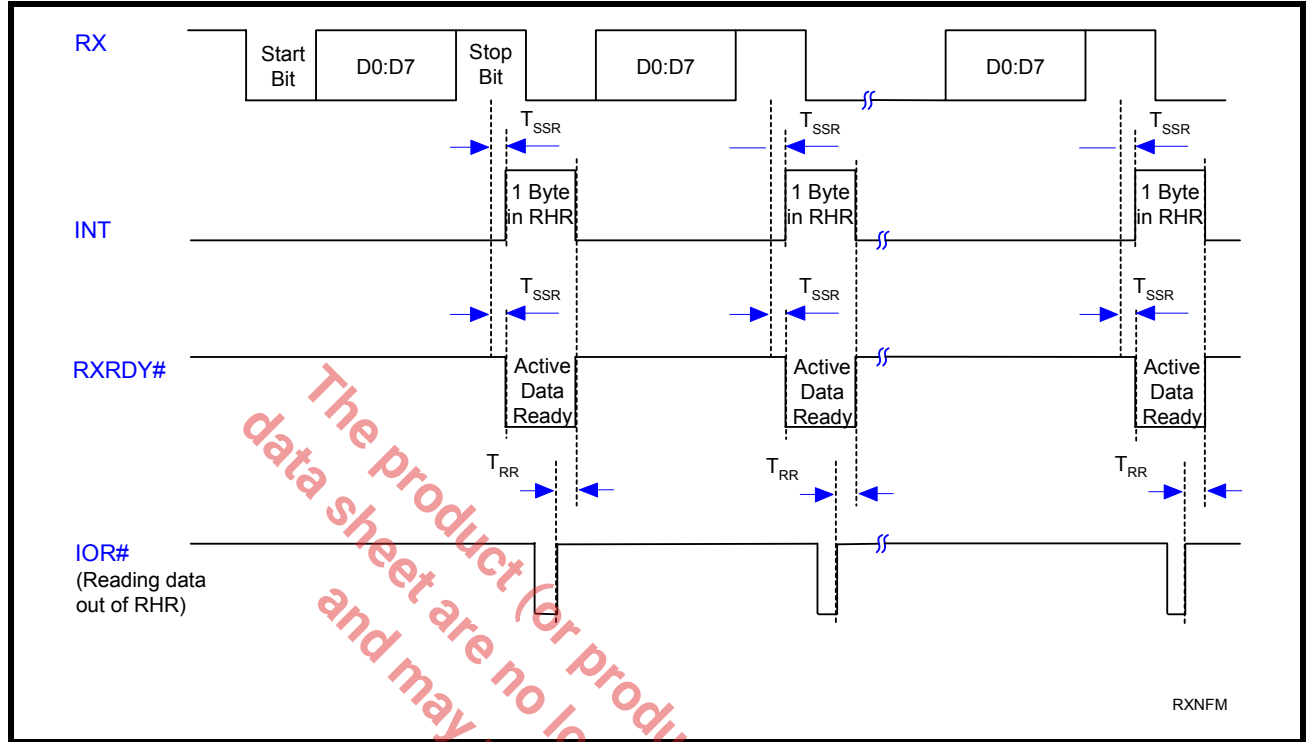 RX
Start
Bit
D0:D7
Stop
Bit
D0:D7
D0:D7
TSSR
TSSR
TSSR
INT
1 Byte
in RHR
1 Byte
in RHR
1 Byte
in RHR
TSSR
TSSR
TSSR
RXRDY#
Active
Data
Ready
Active
Data
Ready
Active
Data
Ready
TRR
TRR
TRR
IOR#
(Reading data
out of RHR)
The product (or produ
data sheet are no lo
and may
RXNFM